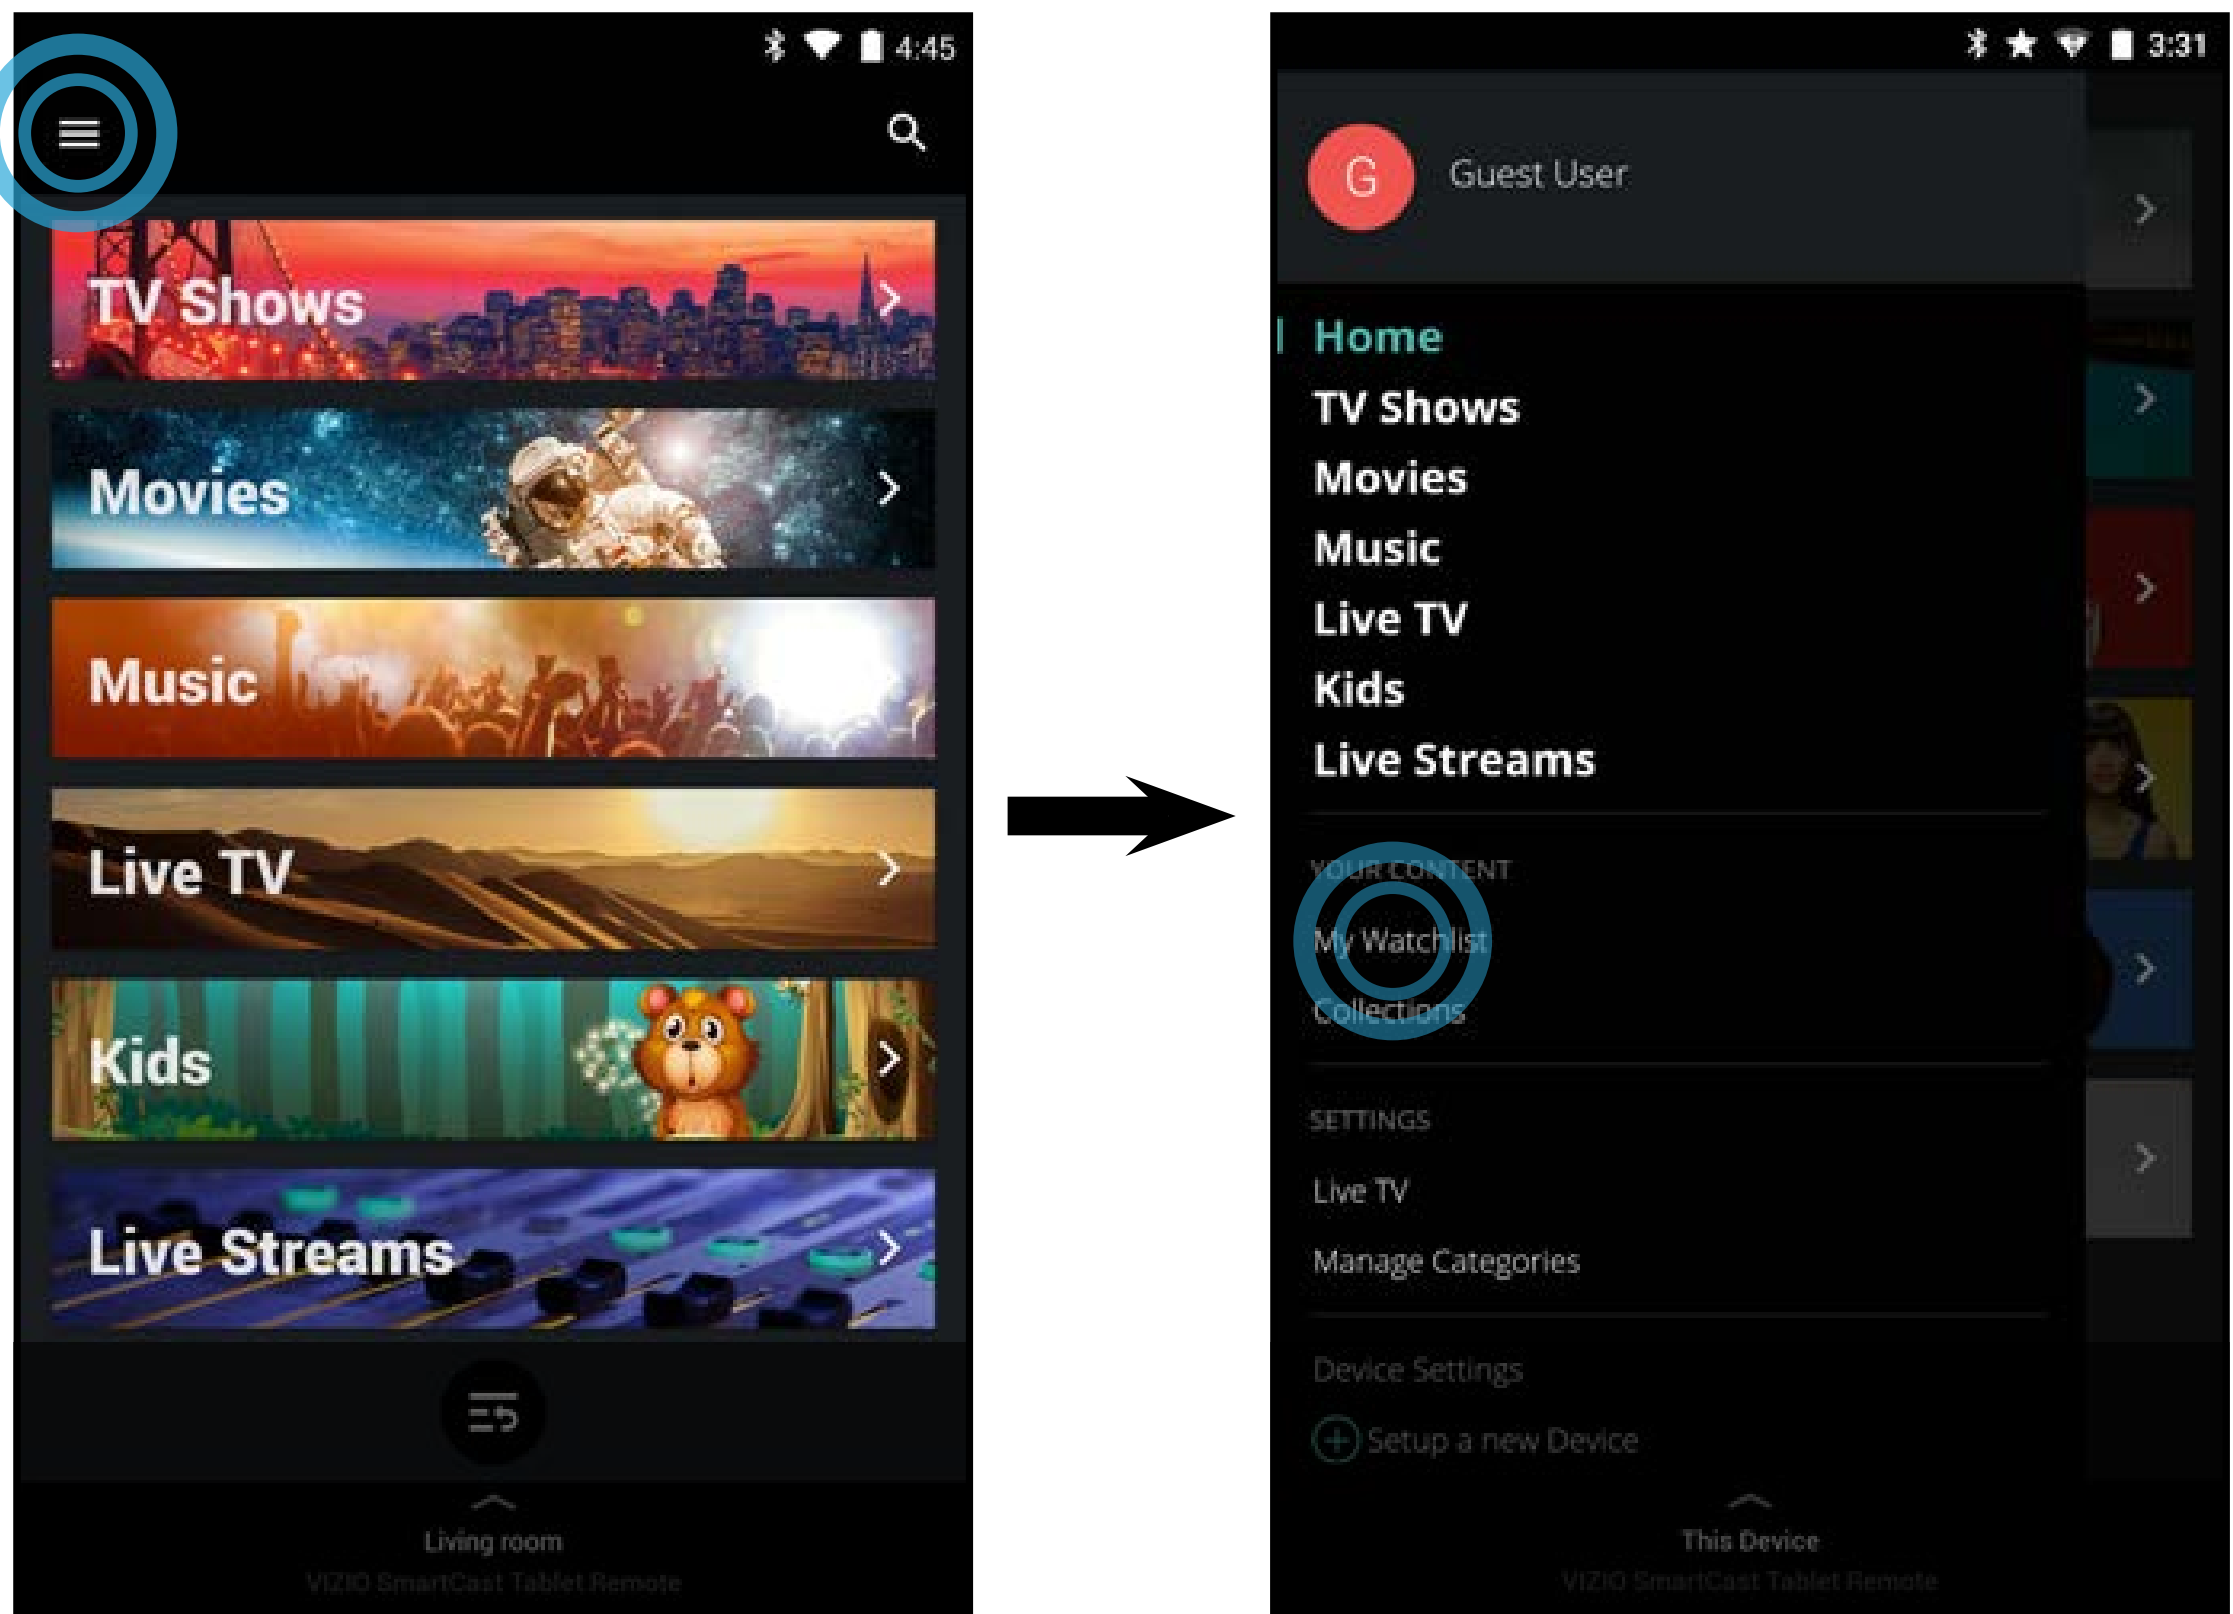 4:45
TV Shows
Movies
Music
Live TV
Kids
Live Streams
Living room
VIZIO SmartCast Tablet Remote
3:31
G
Guest User
Home
TV Shows
Movies
Music
Live TV
Kids
Live Streams
YOUR CONTENT
My Watchlist
Collections
SETTINGS
Live TV
Manage Categories
Device Settings
Setup a new Device
This Device
VIZIO SmartCast Tablet Remote